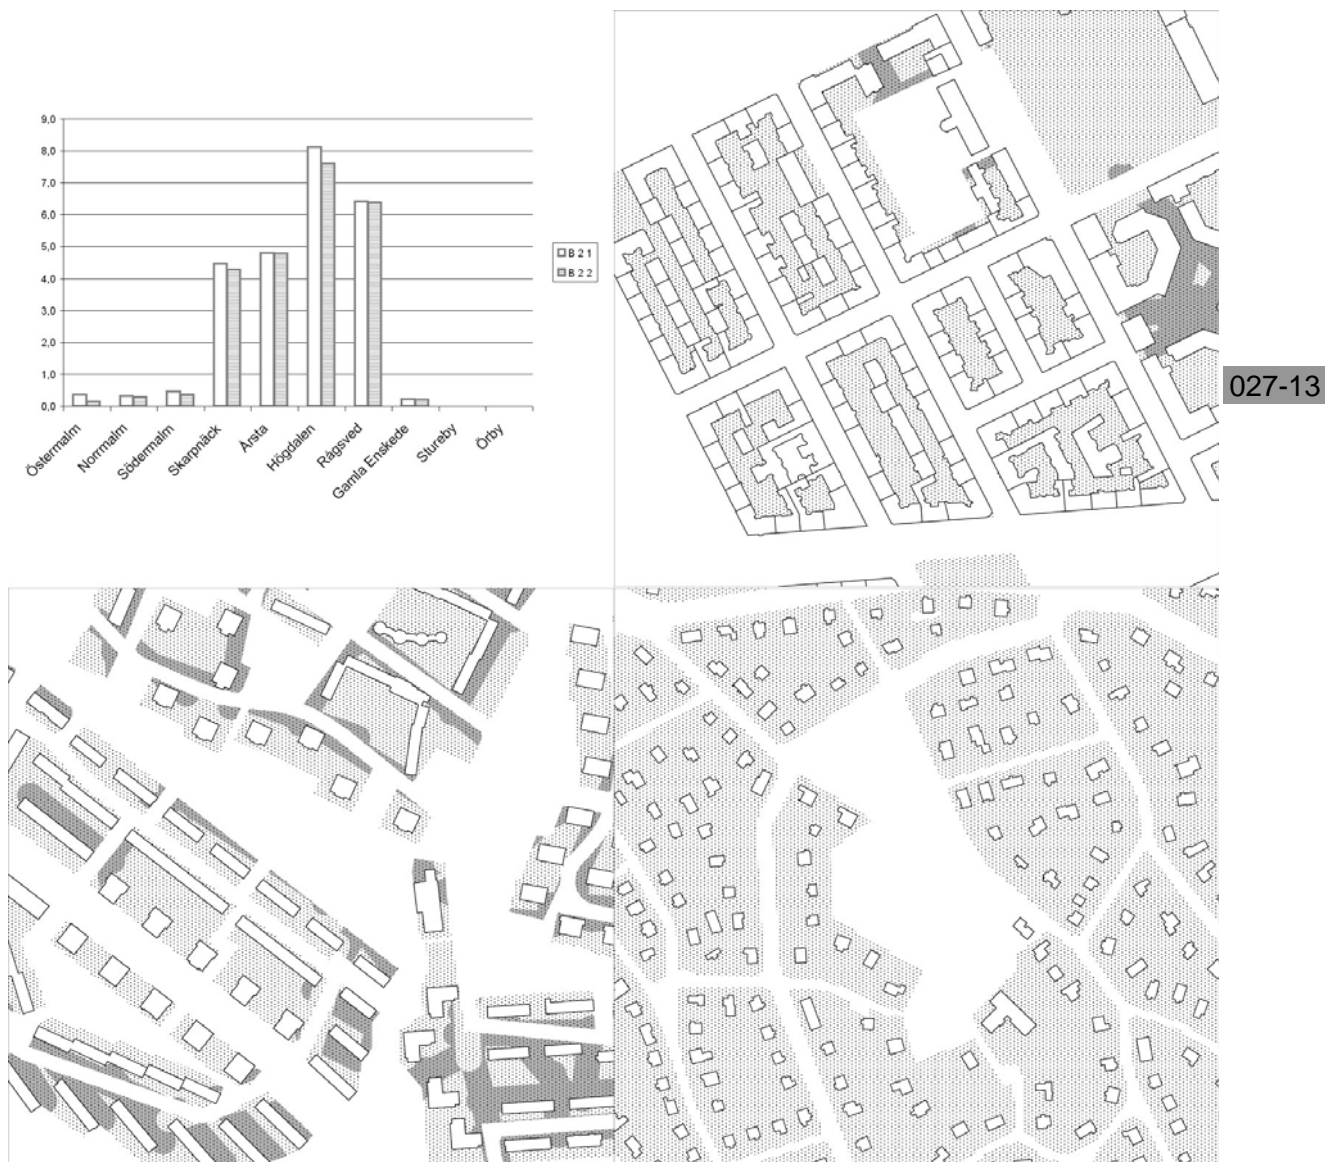 9,0
8,0
7,0
6,0
5,0
4,0
3,0
2,0
1,0
0,0
Östermalm
Norrmalm
Södermalm
Skarpnäck
Årsta
Högdalen
Rågsved
Gamla Enskede
Stureby
Örby
B 2 1
B 2 2
027-13